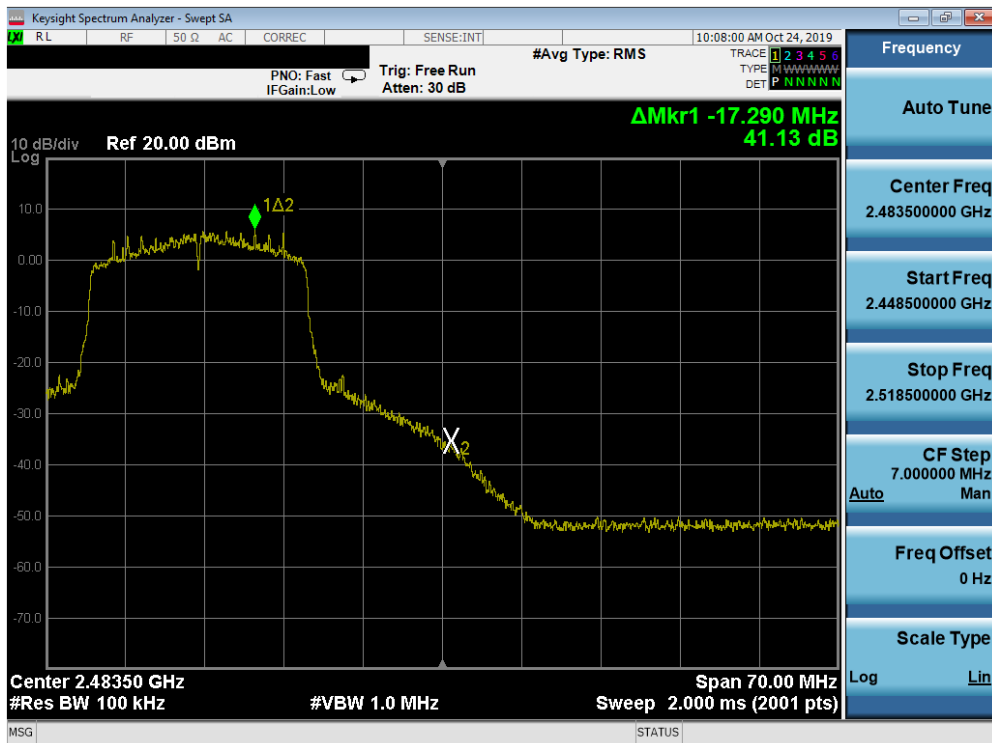 Keysight Spectrum Analyzer - Swept SA
LXI RL RF 50 Ω AC CORREC SENSE:INT 10:08:00 AM Oct 24, 2019
PNO: Fast
IFGain:Low
Trig: Free Run
Atten: 30 dB
#Avg Type: RMS
TRACE 1 2 3 4 5 6
TYPE M W W W W W
DET P N N N N N
ΔMkr1 -17.290 MHz
41.13 dB
10 dB/div
Log
Ref 20.00 dBm
1Δ2
10.0
0.00
-10.0
-20.0
-30.0
X2
-40.0
-50.0
-60.0
-70.0
Center 2.48350 GHz
#Res BW 100 kHz
#VBW 1.0 MHz
Span 70.00 MHz
Sweep 2.000 ms (2001 pts)
MSG
STATUS
Frequency
Auto Tune
Center Freq
2.483500000 GHz
Start Freq
2.448500000 GHz
Stop Freq
2.518500000 GHz
CF Step
7.000000 MHz
Auto Man
Freq Offset
0 Hz
Scale Type
Log Lin